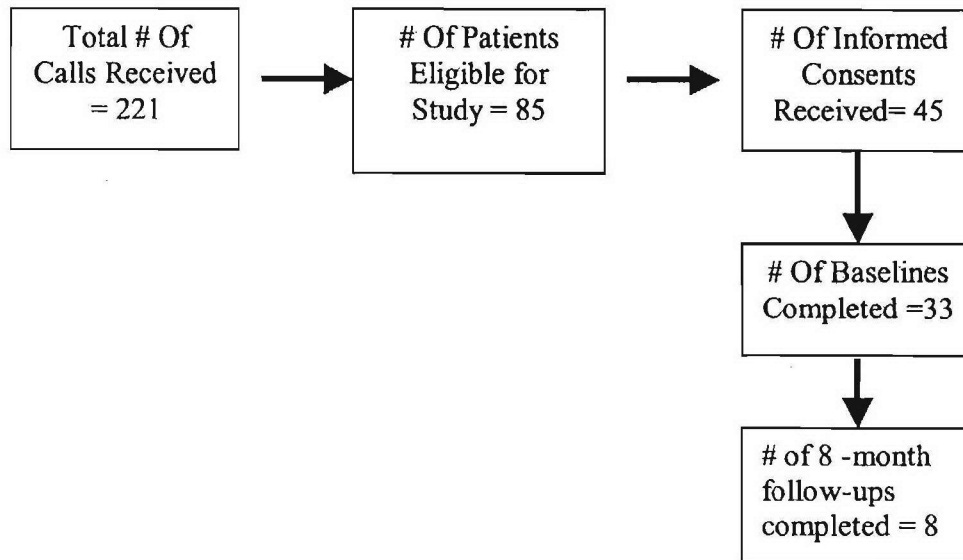 Total # Of
Calls Received
= 221
# Of Patients
Eligible for
Study = 85
# Of Informed
Consents
Received= 45
# Of Baselines
Completed =33
# of 8 -month
follow-ups
completed = 8